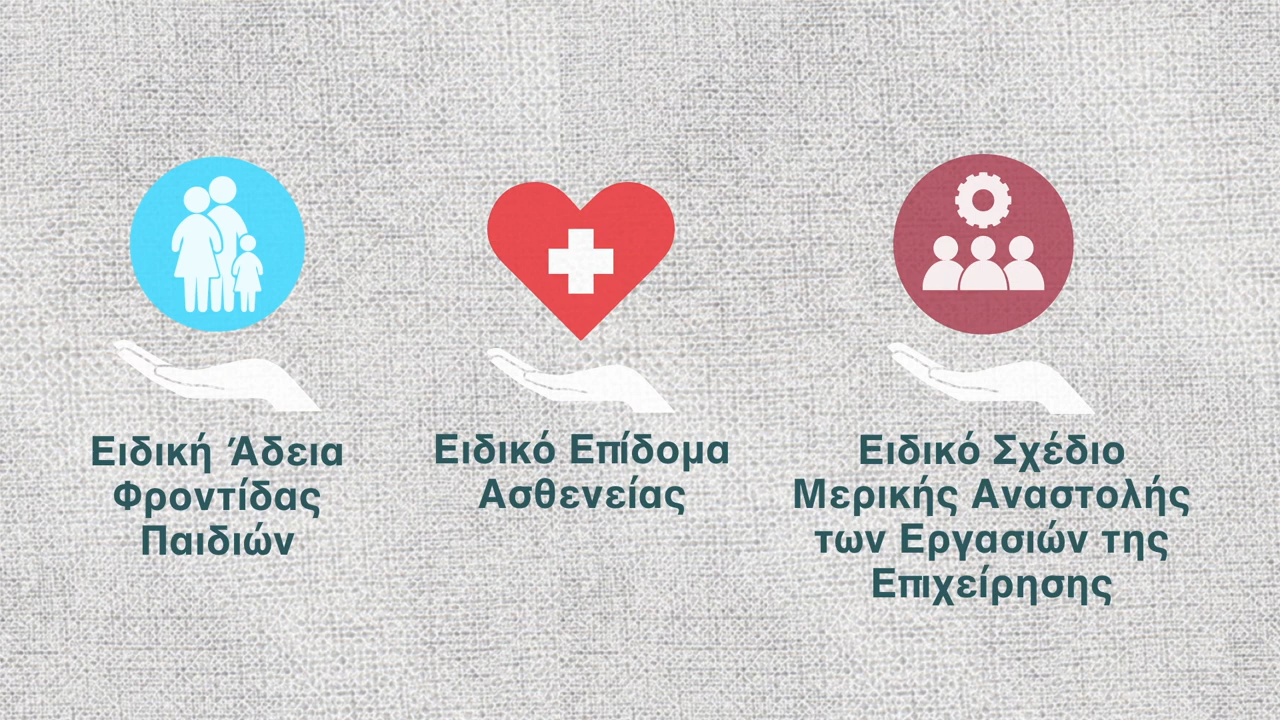 Ειδική Άδεια
Φροντίδας
Παιδιών
Ειδικό Επίδομα
Ασθενείας
Ειδικό Σχέδιο
Μερικής Αναστολής
των Εργασιών της
Επιχείρησης